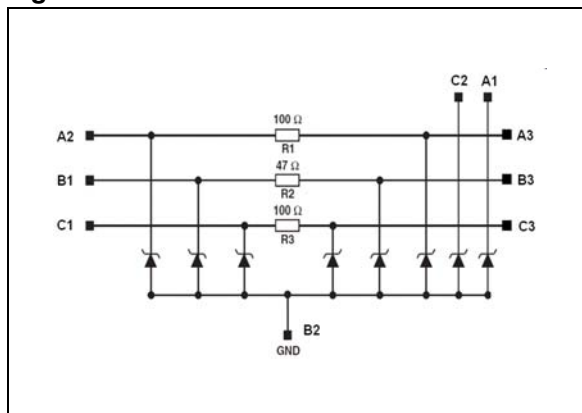 C2 A1
100 Ω
A2 A3
R1
47 Ω
B1 B3
R2
100 Ω
C1 C3
R3
B2
GND